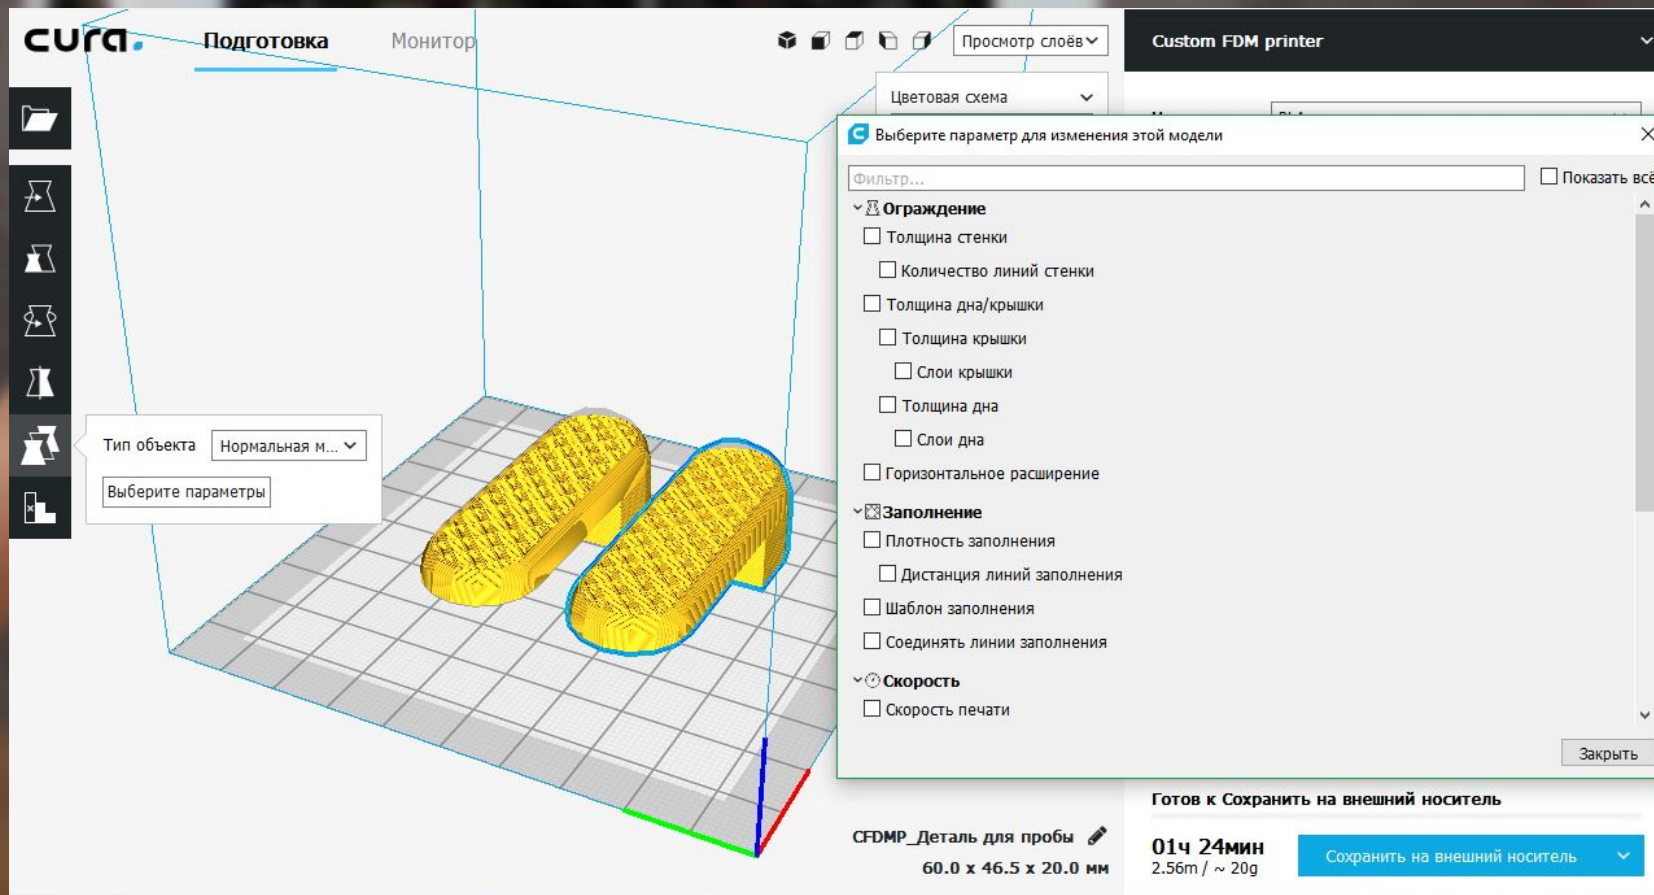 cura.
Подготовка
Монитор
Просмотр слоёв
Custom FDM printer
Цветовая схема
Выберите параметр для изменения этой модели
Фильтр...
Показать всё
Ограждение
Толщина стенки
Количество линий стенки
Толщина дна/крышки
Толщина крышки
Слои крышки
Толщина дна
Слои дна
Горизонтальное расширение
Заполнение
Плотность заполнения
Дистанция линий заполнения
Шаблон заполнения
Соединять линии заполнения
Скорость
Скорость печати
Закрыть
Тип объекта
Нормальная м...
Выберите параметры
CFDMP_Деталь для пробы
60.0 x 46.5 x 20.0 мм
Готов к Сохранить на внешний носитель
01ч 24мин
2.56m / ~ 20g
Сохранить на внешний носитель